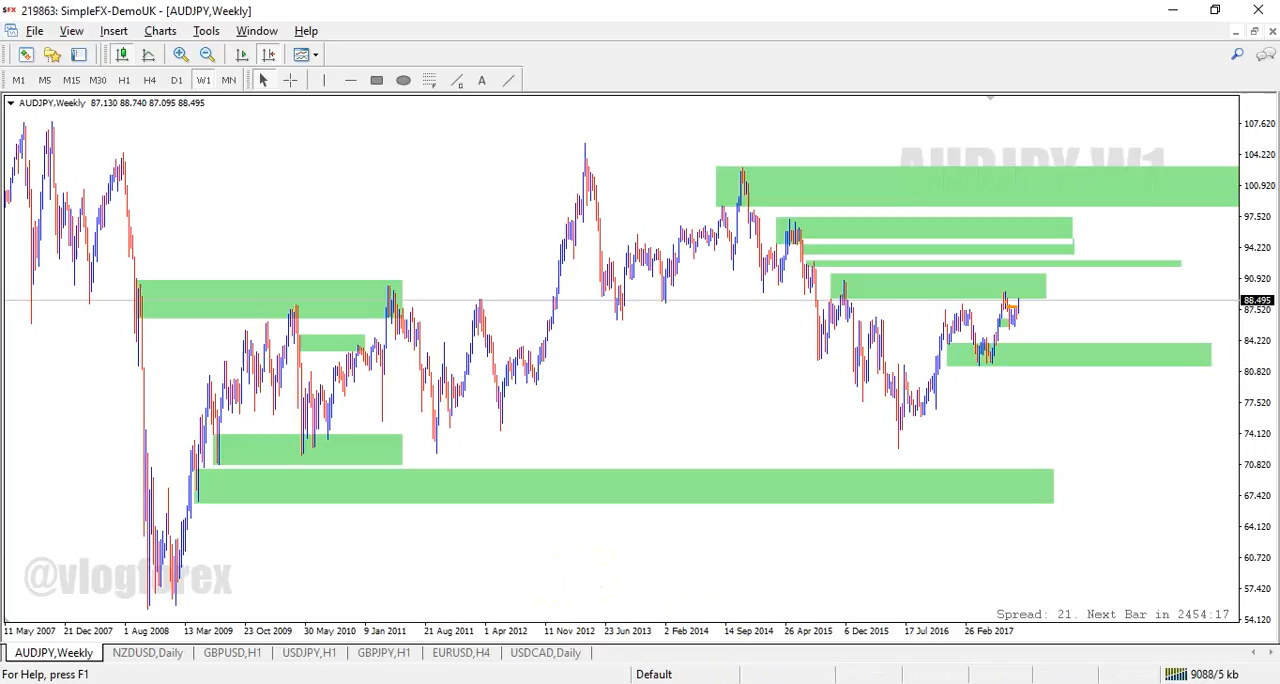 $FX 219863: SimpleFX-DemoUK - [AUDJPY,Weekly]
File View Insert Charts Tools Window Help
M1 M5 M15 M30 H1 H4 D1 W1 MN A
AUDJPY,Weekly 87.130 88.740 87.095 88.495
107.620
104.220
AUDJPY,W1
100.920
97.520
94.220
90.920
88.495
87.520
84.220
80.820
77.520
74.120
70.820
67.420
64.120
60.720
57.420
54.120
@vlogforex
Spread: 21. Next Bar in 2454:17
11 May 2007 21 Dec 2007 1 Aug 2008 13 Mar 2009 23 Oct 2009 30 May 2010 9 Jan 2011 21 Aug 2011 1 Apr 2012 11 Nov 2012 23 Jun 2013 2 Feb 2014 14 Sep 2014 26 Apr 2015 6 Dec 2015 17 Jul 2016 26 Feb 2017
AUDJPY,Weekly NZDUSD,Daily GBPUSD,H1 USDJPY,H1 GBPJPY,H1 EURUSD,H4 USDCAD,Daily
For Help, press F1 Default 9088/5 kb